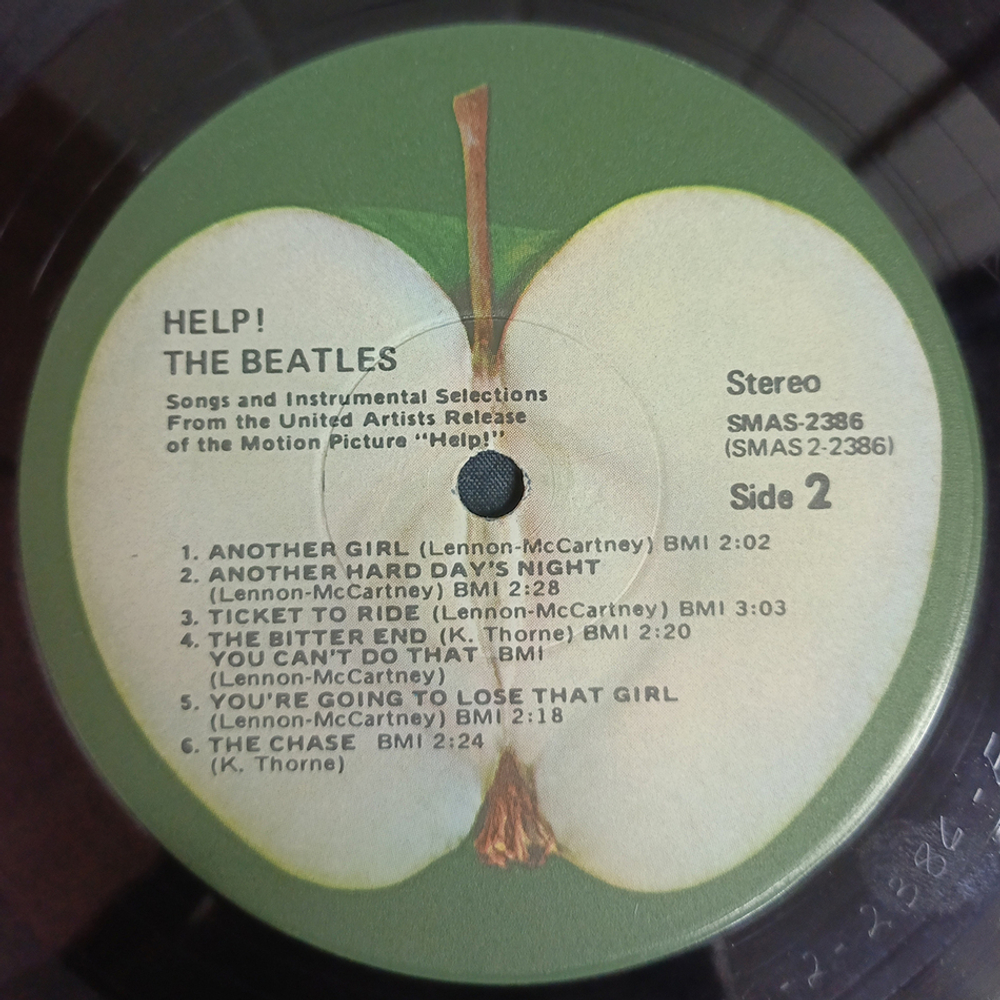 HELP!
THE BEATLES
Songs and Instrumental Selections
From the United Artists Release
of the Motion Picture "Help!"
Stereo
SMAS-2386
(SMAS 2-2386)
Side 2
1. ANOTHER GIRL (Lennon-McCartney) BMI 2:02
2. ANOTHER HARD DAY'S NIGHT
(Lennon-McCartney) BMI 2:28
3. TICKET TO RIDE (Lennon-McCartney) BMI 3:03
4. THE BITTER END (K. Thorne) BMI 2:20
YOU CAN'T DO THAT BMI
(Lennon-McCartney)
5. YOU'RE GOING TO LOSE THAT GIRL
(Lennon-McCartney) BMI 2:18
6. THE CHASE BMI 2:24
(K. Thorne)
2-2386-